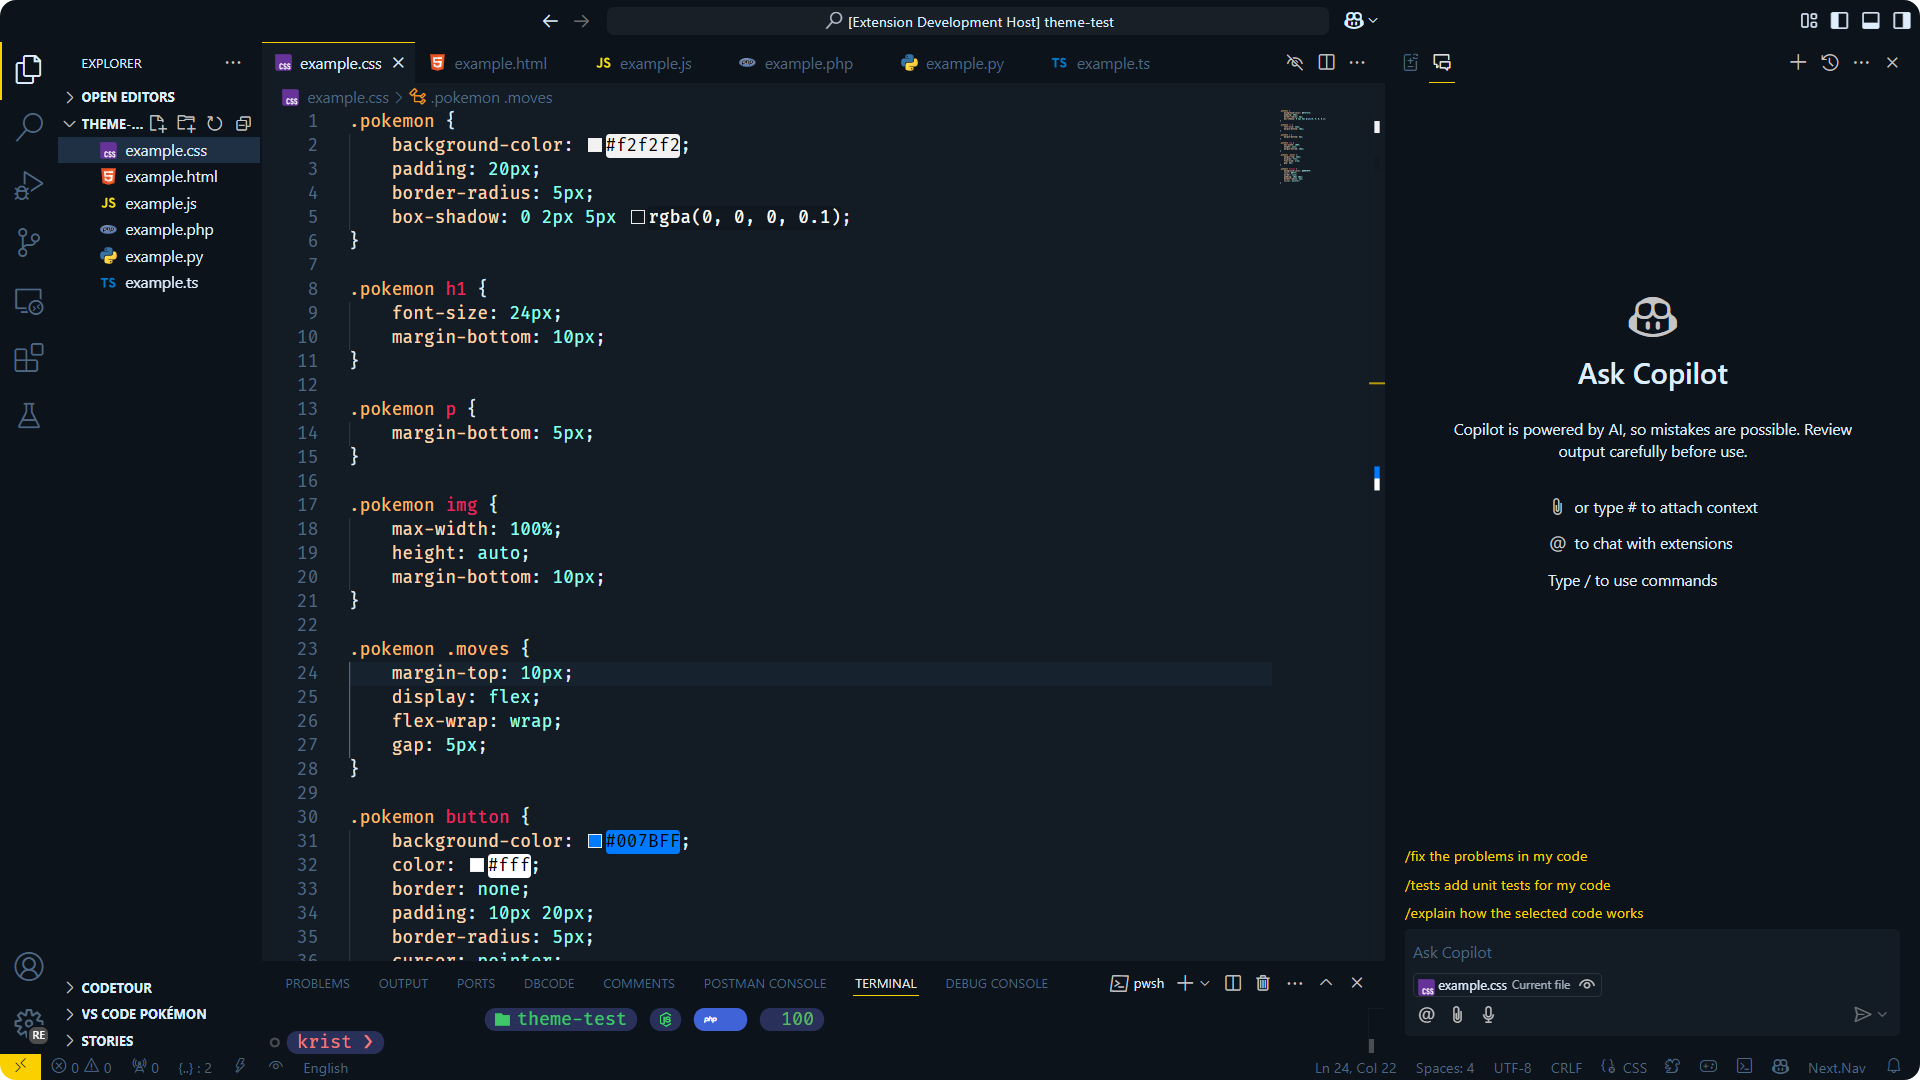 [Extension Development Host] theme-test
EXPLORER
OPEN EDITORS
THEME-...
example.css
example.html
JS example.js
example.php
example.py
TS example.ts
CODETOUR
VS CODE POKÉMON
STORIES
example.css
example.html
JS example.js
example.php
example.py
TS example.ts
example.css > .pokemon .moves
1 .pokemon {
2 background-color: #f2f2f2;
3 padding: 20px;
4 border-radius: 5px;
5 box-shadow: 0 2px 5px rgba(0, 0, 0, 0.1);
6 }
7
8 .pokemon h1 {
9 font-size: 24px;
10 margin-bottom: 10px;
11 }
12
13 .pokemon p {
14 margin-bottom: 5px;
15 }
16
17 .pokemon img {
18 max-width: 100%;
19 height: auto;
20 margin-bottom: 10px;
21 }
22
23 .pokemon .moves {
24 margin-top: 10px;
25 display: flex;
26 flex-wrap: wrap;
27 gap: 5px;
28 }
29
30 .pokemon button {
31 background-color: #007BFF;
32 color: #fff;
33 border: none;
34 padding: 10px 20px;
35 border-radius: 5px;
36 cursor: pointer;
PROBLEMS OUTPUT PORTS DBCODE COMMENTS POSTMAN CONSOLE TERMINAL DEBUG CONSOLE pwsh
theme-test php 100
krist ❯
Ask Copilot
Copilot is powered by AI, so mistakes are possible. Review
output carefully before use.
or type # to attach context
@ to chat with extensions
Type / to use commands
/fix the problems in my code
/tests add unit tests for my code
/explain how the selected code works
Ask Copilot
example.css Current file
@
RE
0 0 0 {..} : 2 English Ln 24, Col 22 Spaces: 4 UTF-8 CRLF CSS Next.Nav